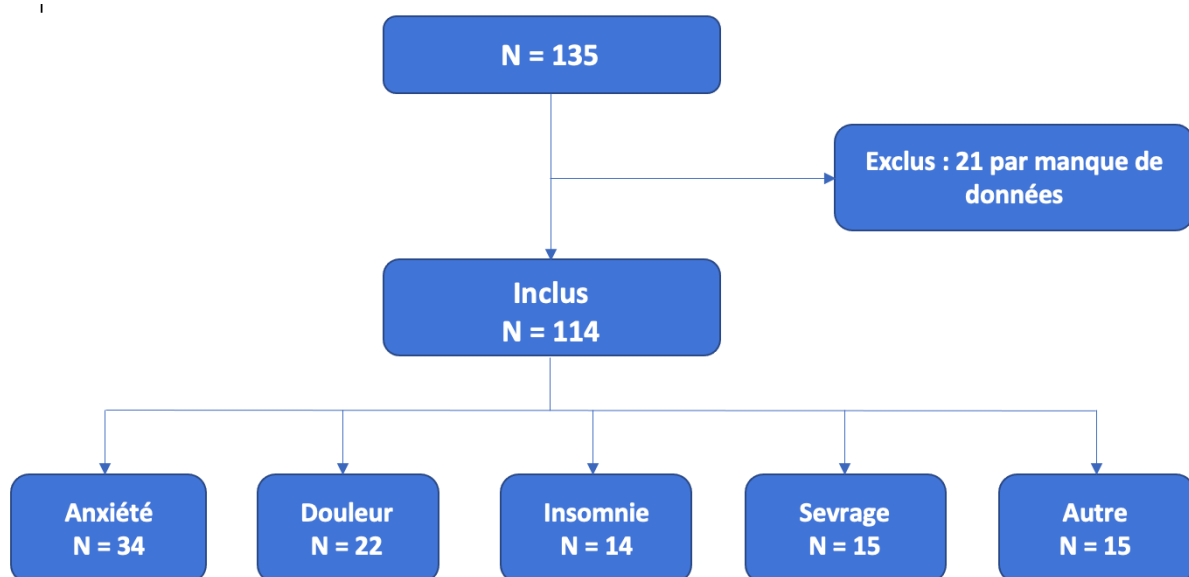 N = 135
Exclus : 21 par manque de
données
Inclus
N = 114
Anxiété
N = 34
Douleur
N = 22
Insomnie
N = 14
Sevrage
N = 15
Autre
N = 15